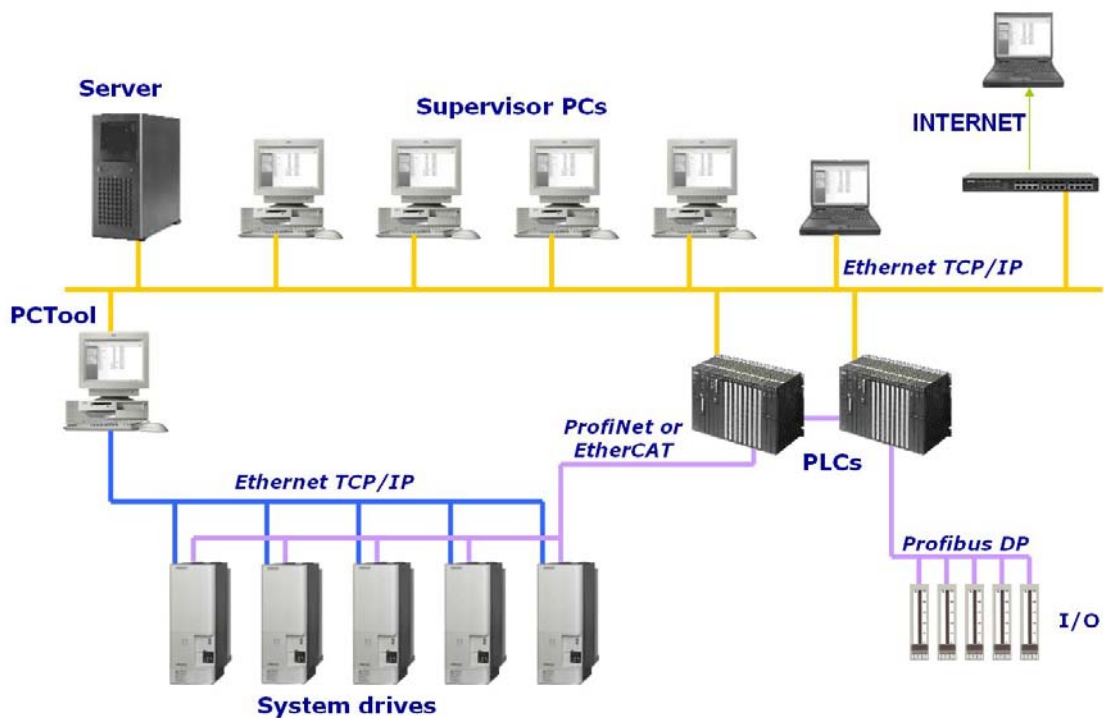 Server
Supervisor PCs
INTERNET
Ethernet TCP/IP
PCTool
ProfiNet or
EtherCAT
PLCs
Ethernet TCP/IP
Profibus DP
I/O
System drives